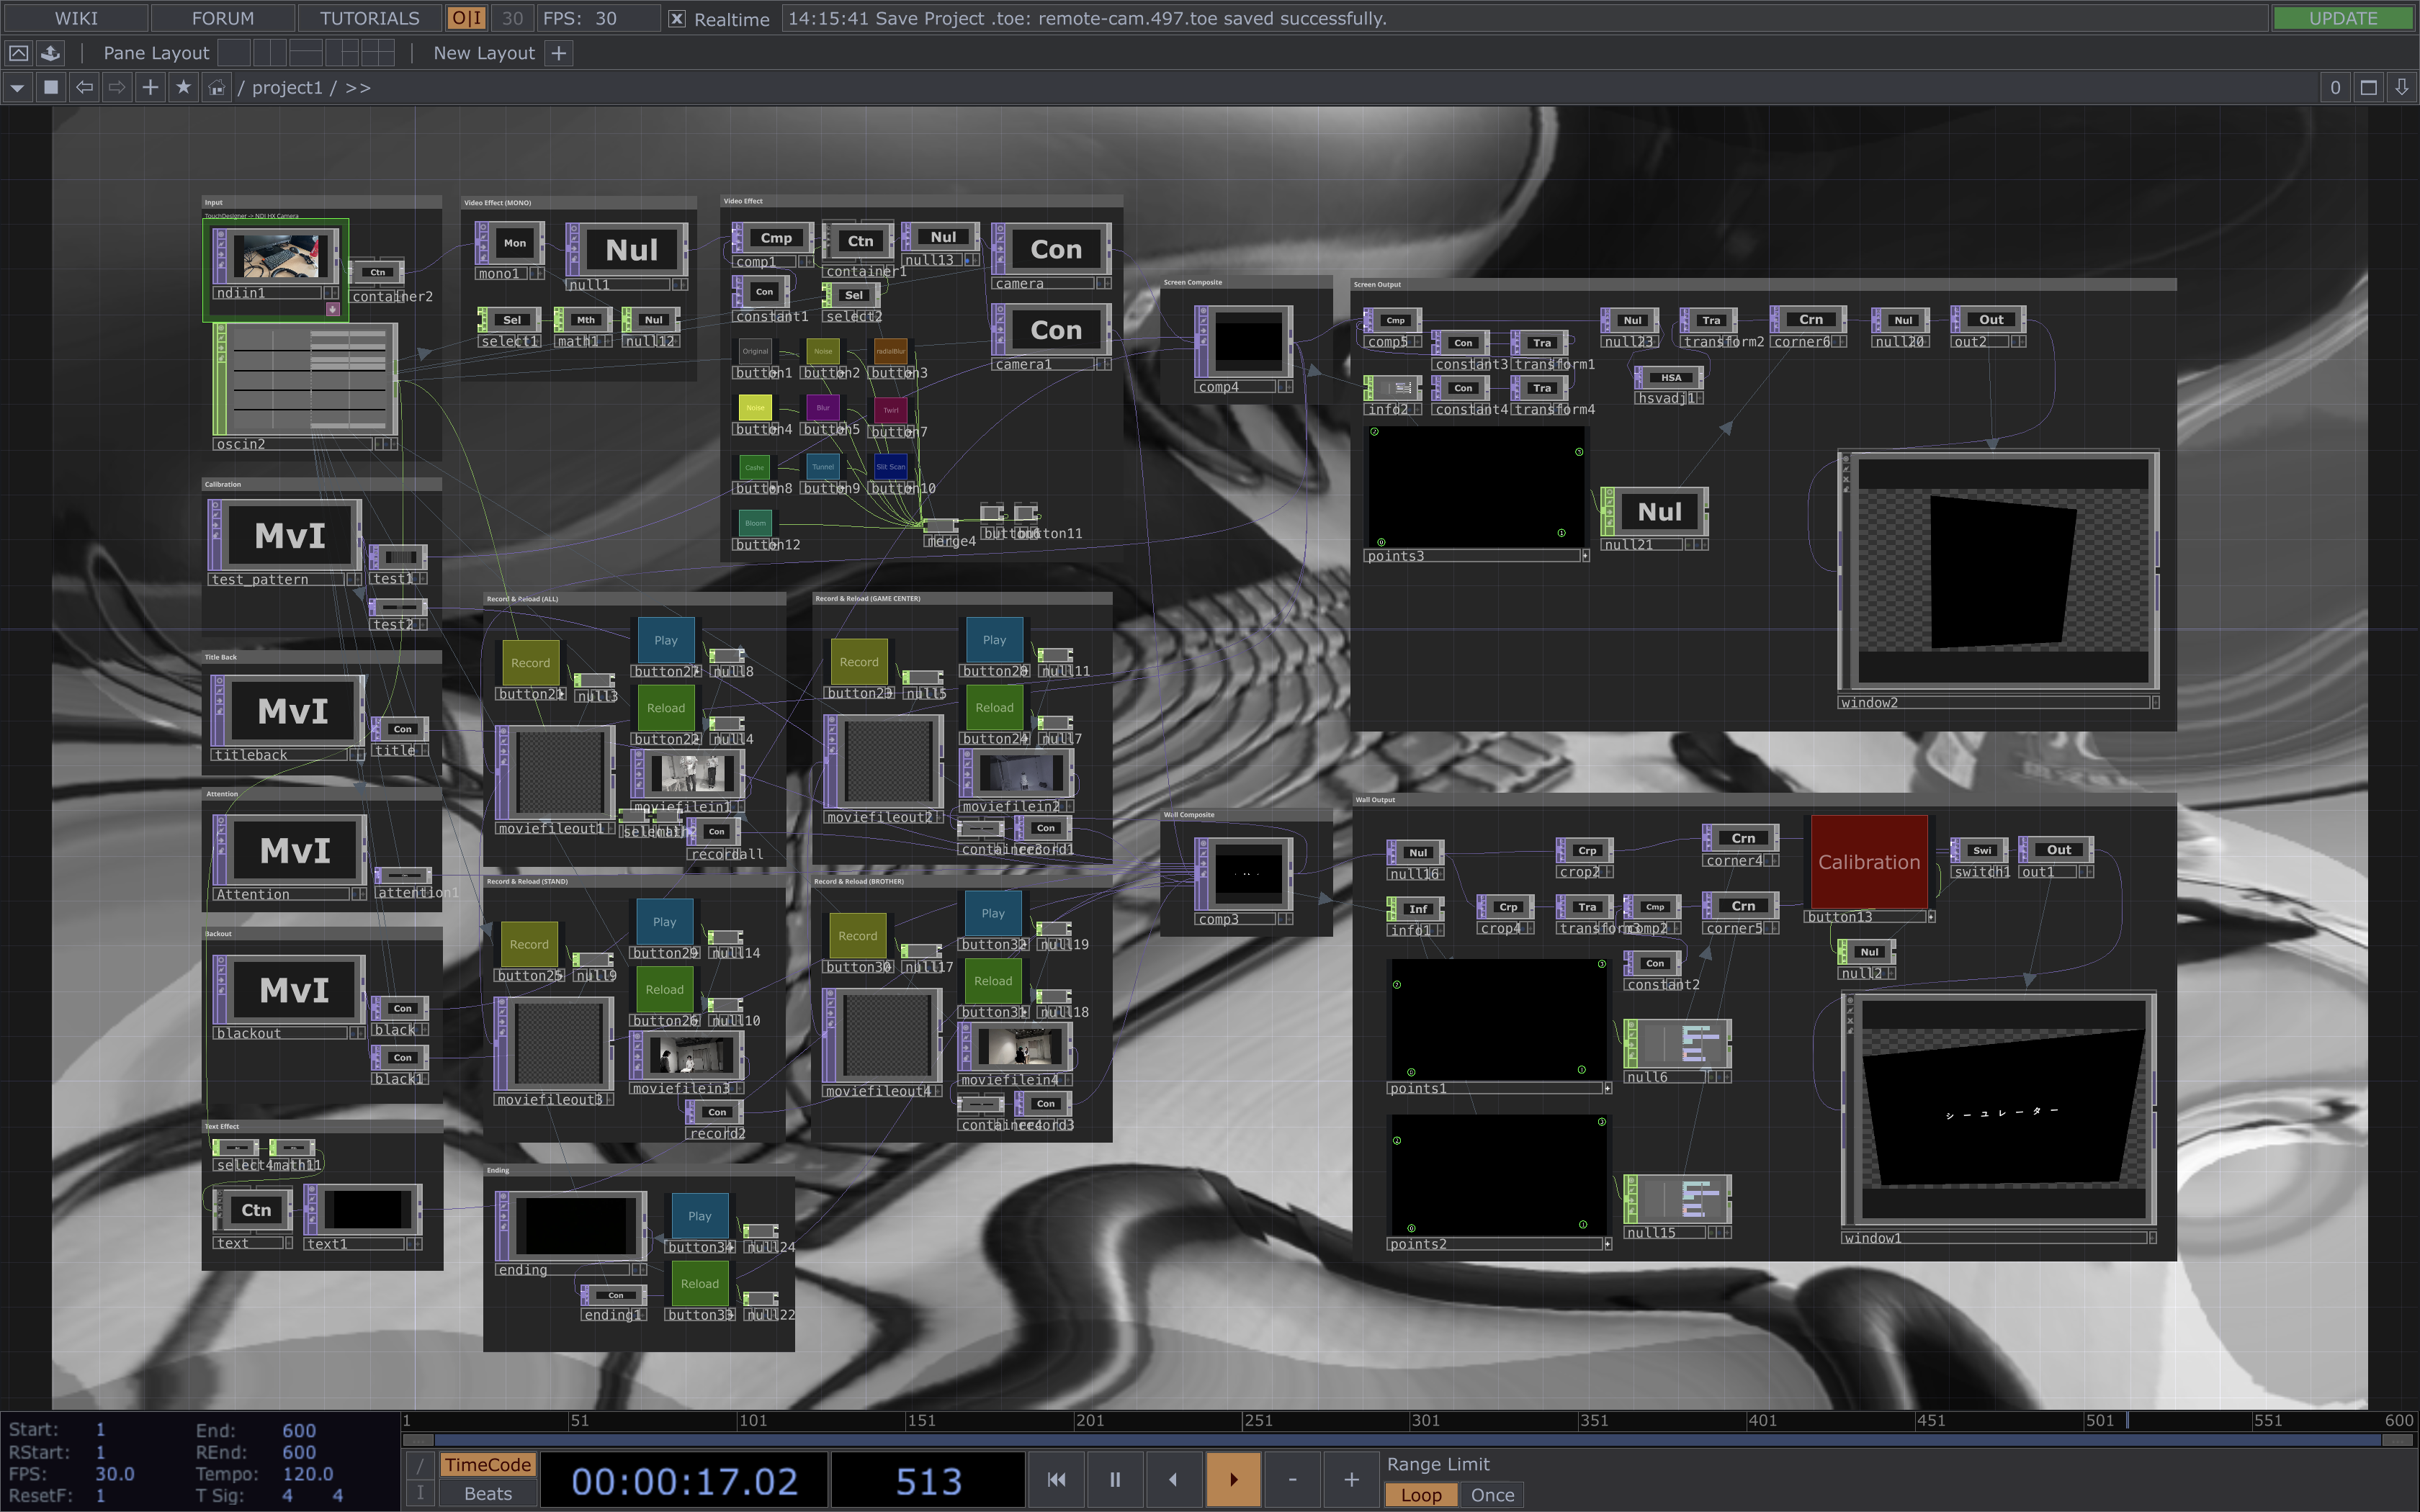 WIKI
FORUM
TUTORIALS
O|I
30
FPS: 30
Realtime
14:15:41 Save Project .toe: remote-cam.497.toe saved successfully.
UPDATE
Pane Layout
New Layout
/ project1 / >>
0
Input
TouchDesigner -> NDI HX Camera
ndiin1
Ctn
container2
oscin2
Video Effect (MONO)
Mon
mono1
Nul
null1
Sel
select1
Mth
math1
Nul
null12
Video Effect
Cmp
comp1
Ctn
container1
Nul
null13
Con
camera
Con
constant1
Sel
select2
Con
camera1
Original
button1
Noise
button2
radialBlur
button3
Noise
button4
Blur
button5
Twirl
button7
Cashe
button8
Tunnel
button9
Slit Scan
button10
Bloom
button12
merge4
button11
Screen Composite
comp4
Screen Output
Cmp
comp5
Con
constant3
Tra
transform1
info2
Con
constant4
Tra
transform4
Nul
null23
Tra
transform2
Crn
corner6
Nul
null20
Out
out2
HSA
hsvadj1
points3
Nul
null21
window2
Calibration
MvI
test_pattern
test1
test2
Title Back
MvI
titleback
Con
title
Attention
MvI
Attention
attention1
Backout
MvI
blackout
Con
black
Con
black1
Text Effect
select4
math11
Ctn
text
text1
Record & Reload (ALL)
Record
button21
null3
Play
button27
null8
Reload
button22
null4
moviefileout1
moviefilein1
Con
recordall
Record & Reload (GAME CENTER)
Record
button23
null5
Play
button28
null11
Reload
button24
null7
moviefileout2
moviefilein2
container3
Con
record1
Record & Reload (STAND)
Record
button25
null9
Play
button29
null14
Reload
button26
null10
moviefileout3
moviefilein3
Con
record2
Record & Reload (BROTHER)
Record
button30
null17
Play
button32
null19
Reload
button31
null18
moviefileout4
moviefilein4
container4
Con
record3
Ending
ending
Play
button34
null24
Reload
button33
null22
Con
ending1
Wall Composite
comp3
Wall Output
Nul
null16
Crp
crop2
Crn
corner4
Calibration
button13
Swi
switch1
Out
out1
Inf
info1
Crp
crop4
Tra
transform3
Cmp
comp2
Crn
corner5
Con
constant2
Nul
null2
points1
null6
points2
null15
シーユレーター
window1
Start: 1
End: 600
RStart: 1
REnd: 600
FPS: 30.0
Tempo: 120.0
ResetF: 1
T Sig: 4 4
1 51 101 151 201 251 301 351 401 451 501 551 600
TimeCode
Beats
00:00:17.02
513
Range Limit
Loop
Once